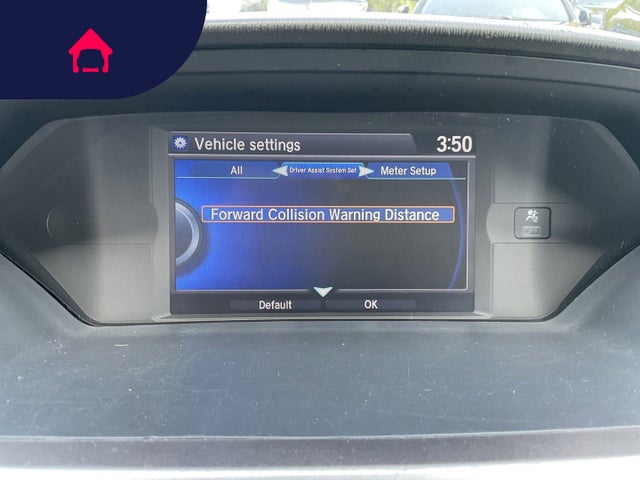 Vehicle settings 3:50
All Driver Assist System Set Meter Setup
Forward Collision Warning Distance
Default OK